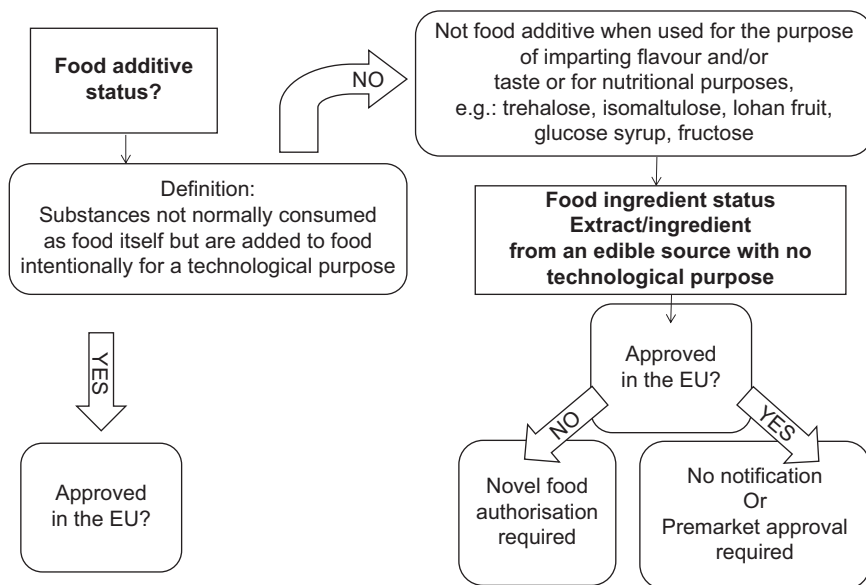 Food additive
status?
NO
Not food additive when used for the purpose
of imparting flavour and/or
taste or for nutritional purposes,
e.g.: trehalose, isomaltulose, lohan fruit,
glucose syrup, fructose
Definition:
Substances not normally consumed
as food itself but are added to food
intentionally for a technological purpose
Food ingredient status
Extract/ingredient
from an edible source with no
technological purpose
YES
Approved
in the EU?
Approved
in the EU?
NO
YES
Novel food
authorisation
required
No notification
Or
Premarket approval
required